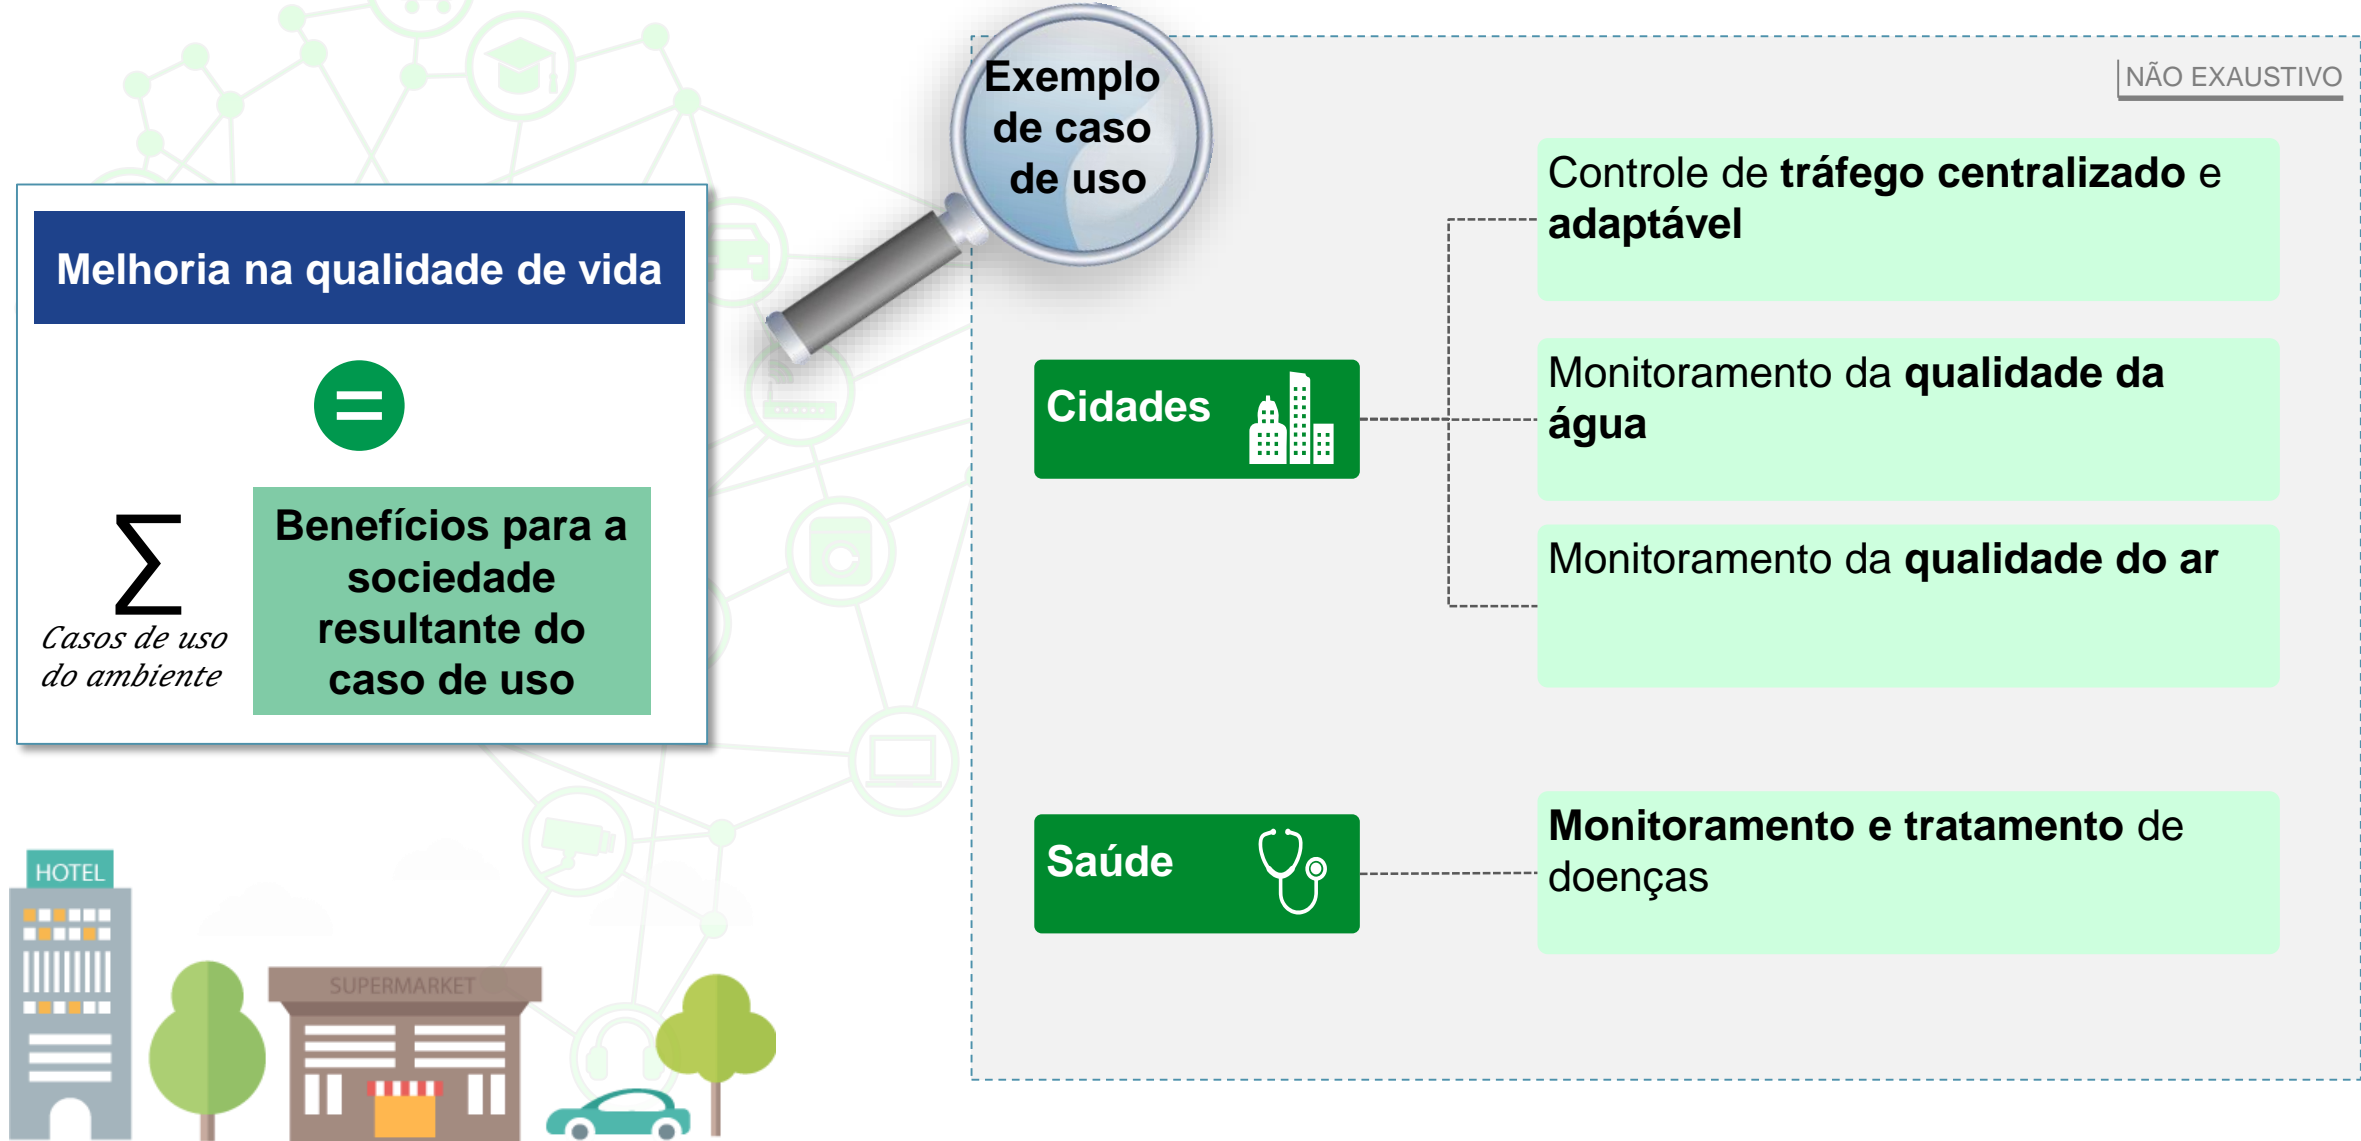 Melhoria na qualidade de vida
=
∑
Casos de uso
do ambiente
Benefícios para a
sociedade
resultante do
caso de uso
HOTEL
SUPERMARKET
Exemplo
de caso
de uso
NÃO EXAUSTIVO
Cidades
Controle de tráfego centralizado e
adaptável
Monitoramento da qualidade da
água
Monitoramento da qualidade do ar
Saúde
Monitoramento e tratamento de
doenças